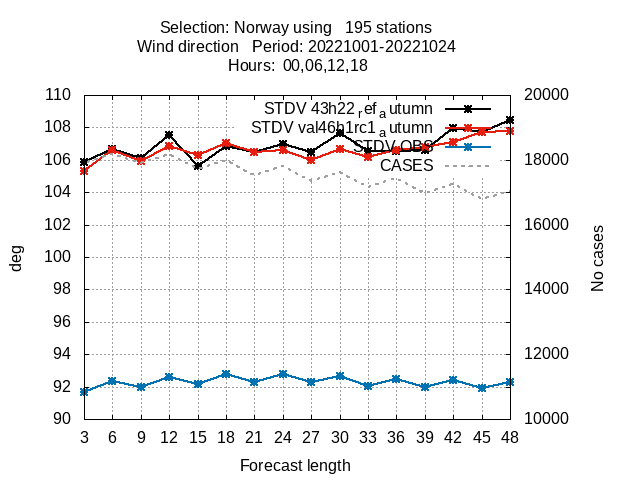 Selection: Norway using   195 stations
Wind direction   Period: 20221001-20221024
Hours:  00,06,12,18
110
108
106
104
102
100
98
96
94
92
90
20000
18000
16000
14000
12000
10000
STDV 43h22_ref_autumn
STDV val46h1rc1_autumn
STDV OBS
CASES
deg
No cases
3 6 9 12 15 18 21 24 27 30 33 36 39 42 45 48
Forecast length